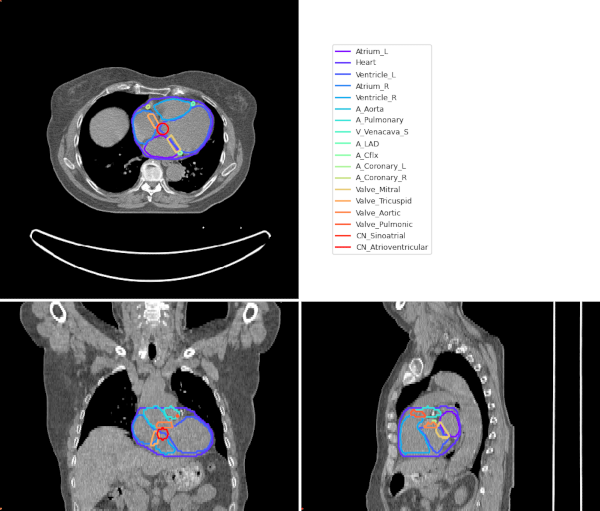 Atrium_L
Heart
Ventricle_L
Atrium_R
Ventricle_R
A_Aorta
A_Pulmonary
V_Venacava_S
A_LAD
A_Cflx
A_Coronary_L
A_Coronary_R
Valve_Mitral
Valve_Tricuspid
Valve_Aortic
Valve_Pulmonic
CN_Sinoatrial
CN_Atrioventricular